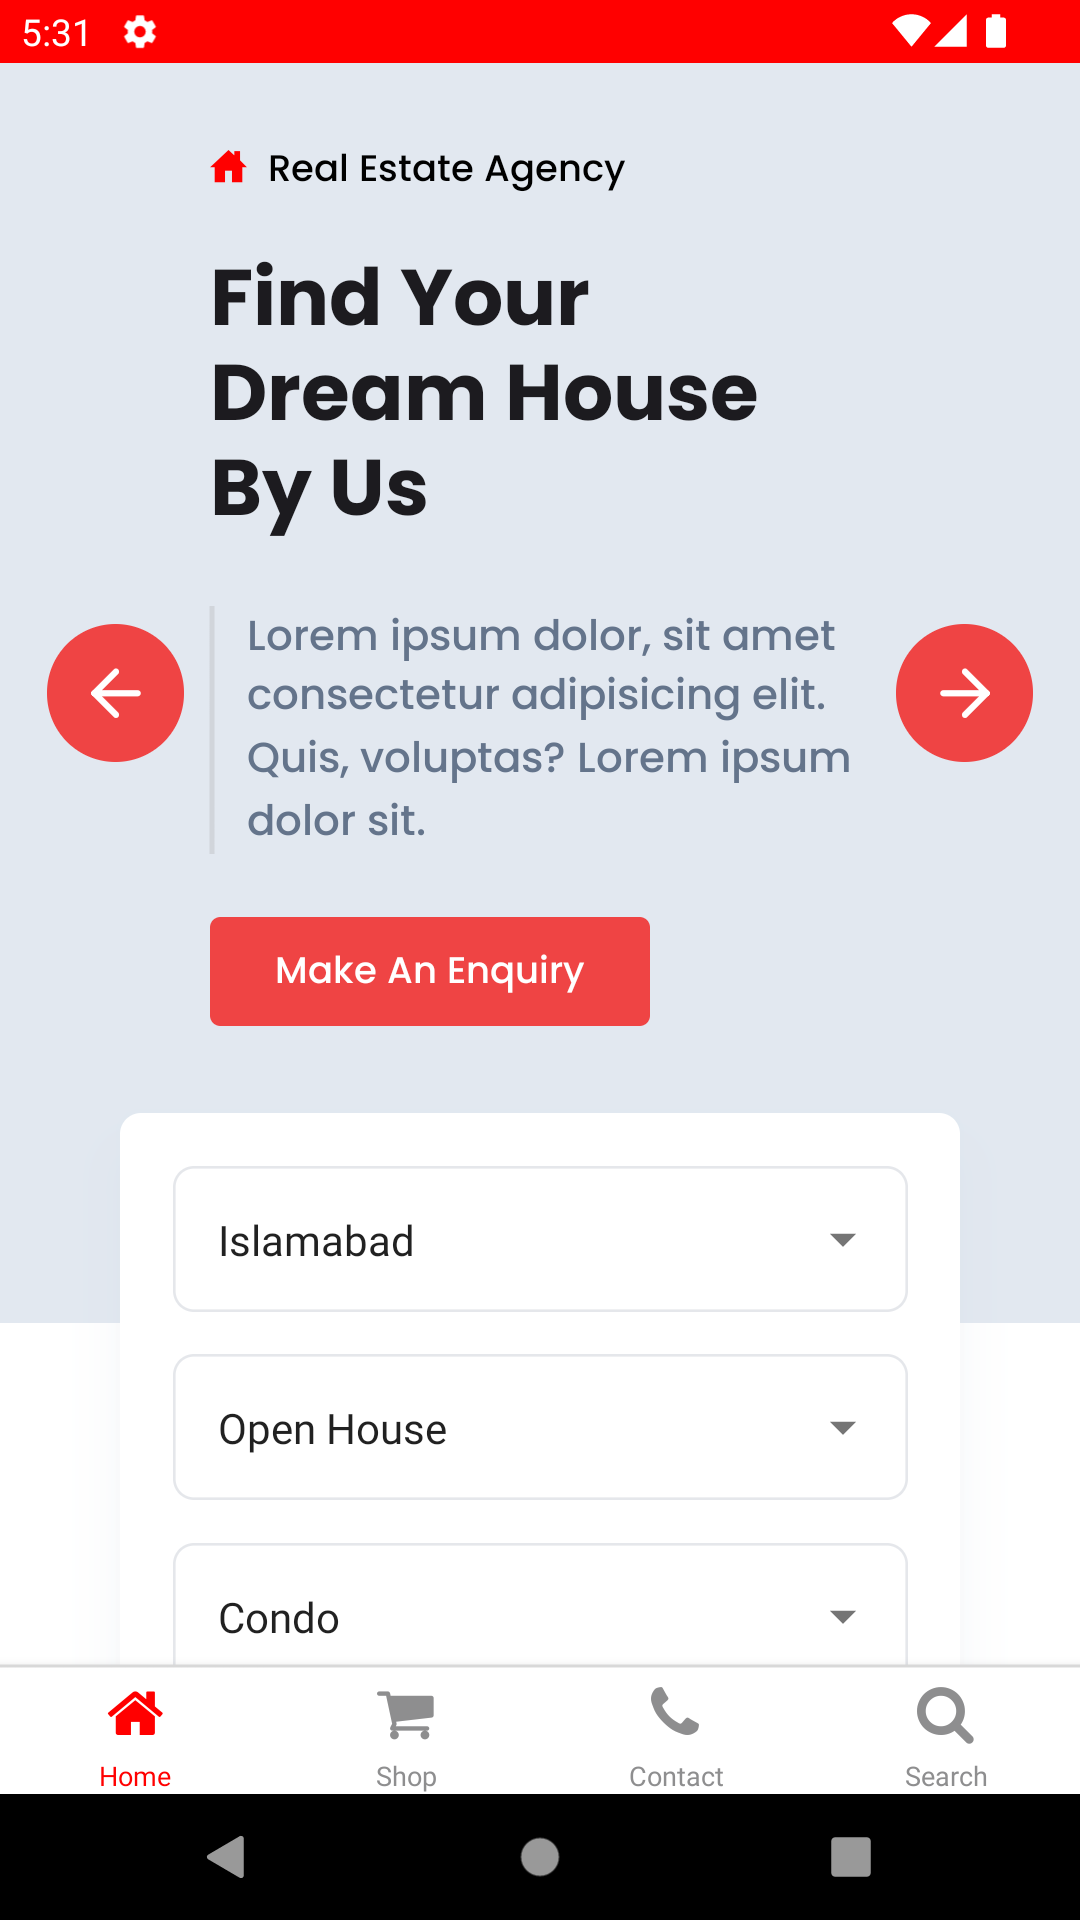 5:31
Real Estate Agency
Find Your
Dream House
By Us
Lorem ipsum dolor, sit amet
consectetur adipisicing elit.
Quis, voluptas? Lorem ipsum
dolor sit.
Make An Enquiry
Islamabad
Open House
Condo
Home Shop Contact Search